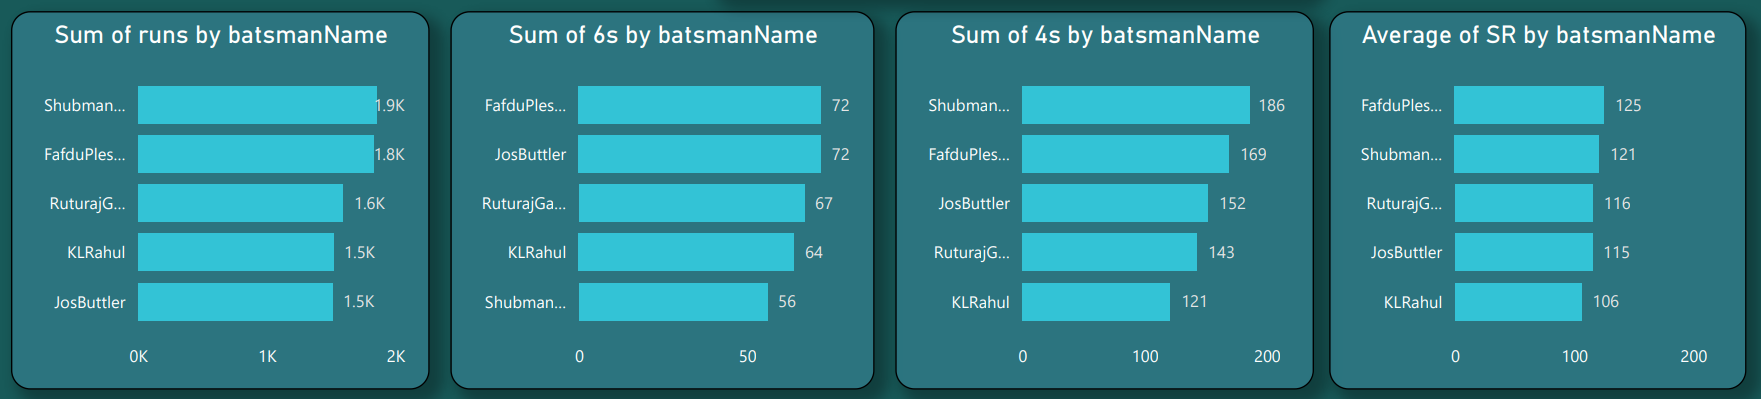 Sum of runs by batsmanName
Shubman... 1.9K
FafduPles... 1.8K
RuturajG... 1.6K
KLRahul 1.5K
JosButtler 1.5K
0K 1K 2K
Sum of 6s by batsmanName
FafduPles... 72
JosButtler 72
RuturajGa... 67
KLRahul 64
Shubman... 56
0 50
Sum of 4s by batsmanName
Shubman... 186
FafduPles... 169
JosButtler 152
RuturajG... 143
KLRahul 121
0 100 200
Average of SR by batsmanName
FafduPles... 125
Shubman... 121
RuturajG... 116
JosButtler 115
KLRahul 106
0 100 200